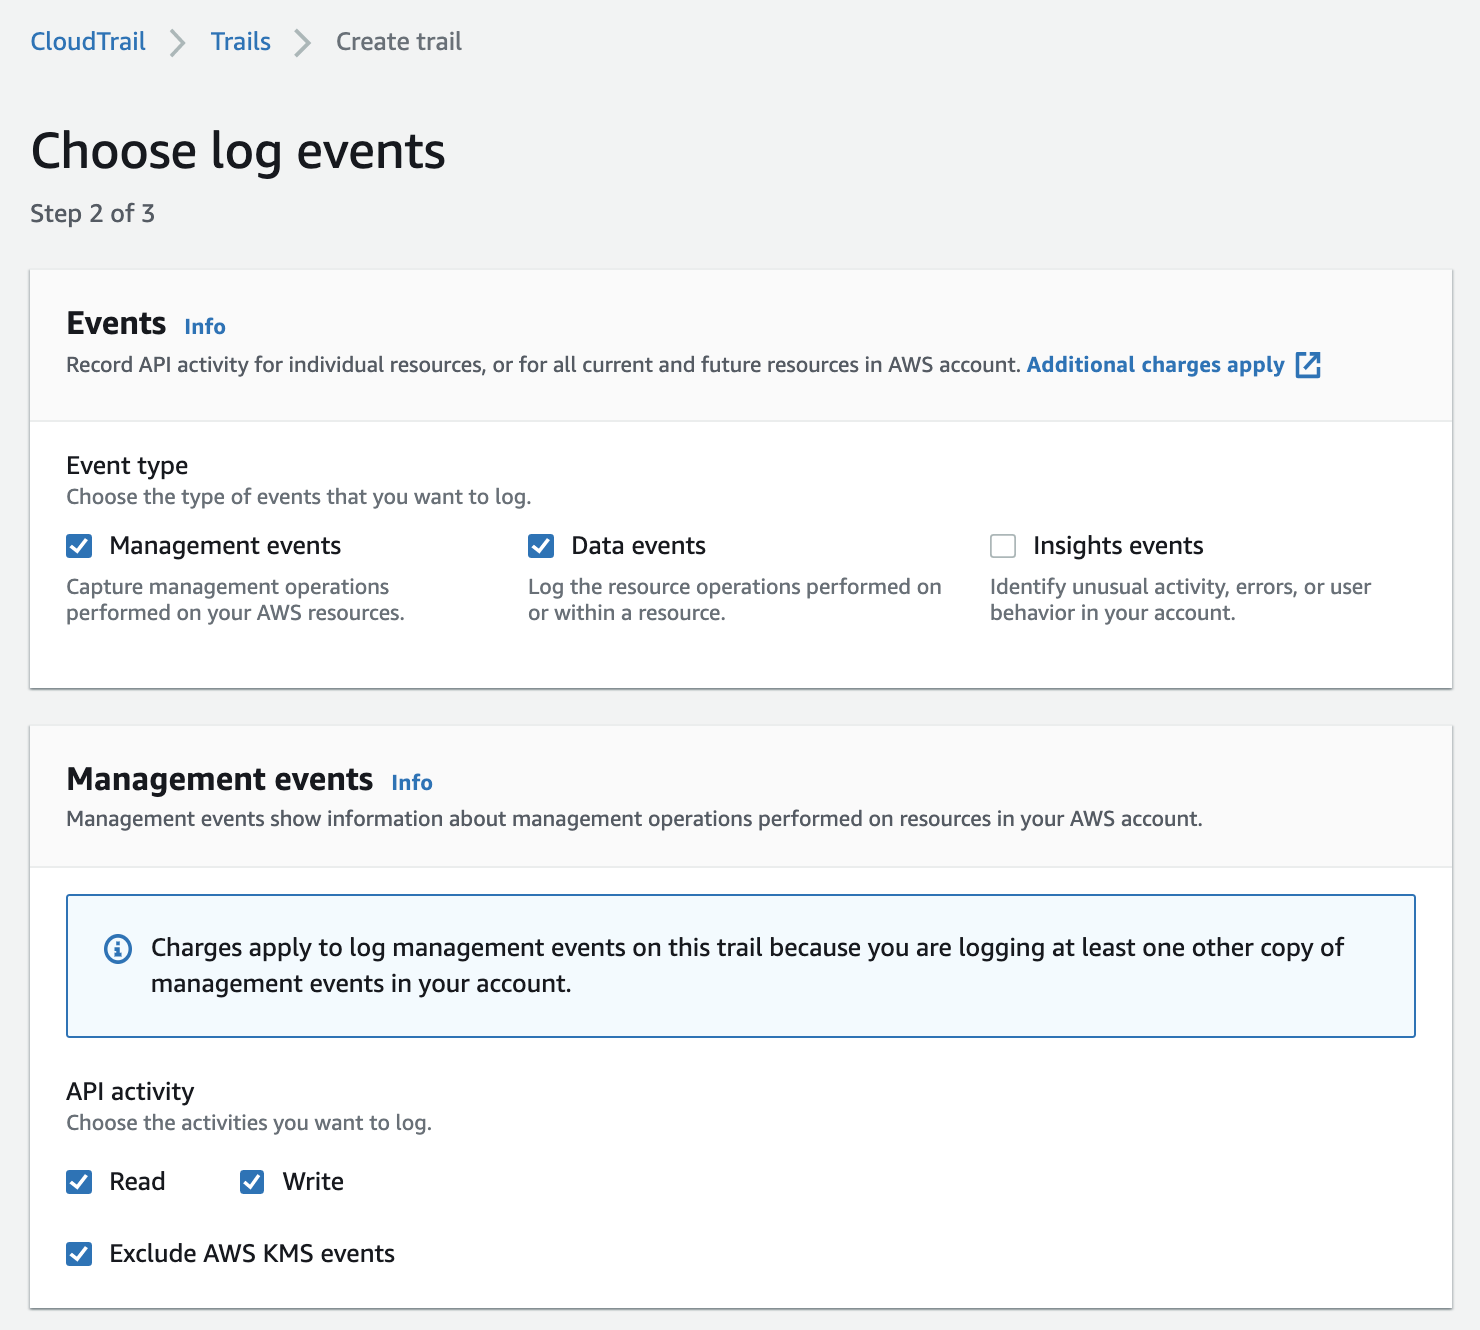 CloudTrail > Trails > Create trail
Choose log events
Step 2 of 3
Events Info
Record API activity for individual resources, or for all current and future resources in AWS account. Additional charges apply
Event type
Choose the type of events that you want to log.
Management events
Capture management operations
performed on your AWS resources.
Data events
Log the resource operations performed on
or within a resource.
Insights events
Identify unusual activity, errors, or user
behavior in your account.
Management events Info
Management events show information about management operations performed on resources in your AWS account.
Charges apply to log management events on this trail because you are logging at least one other copy of
management events in your account.
API activity
Choose the activities you want to log.
Read Write
Exclude AWS KMS events